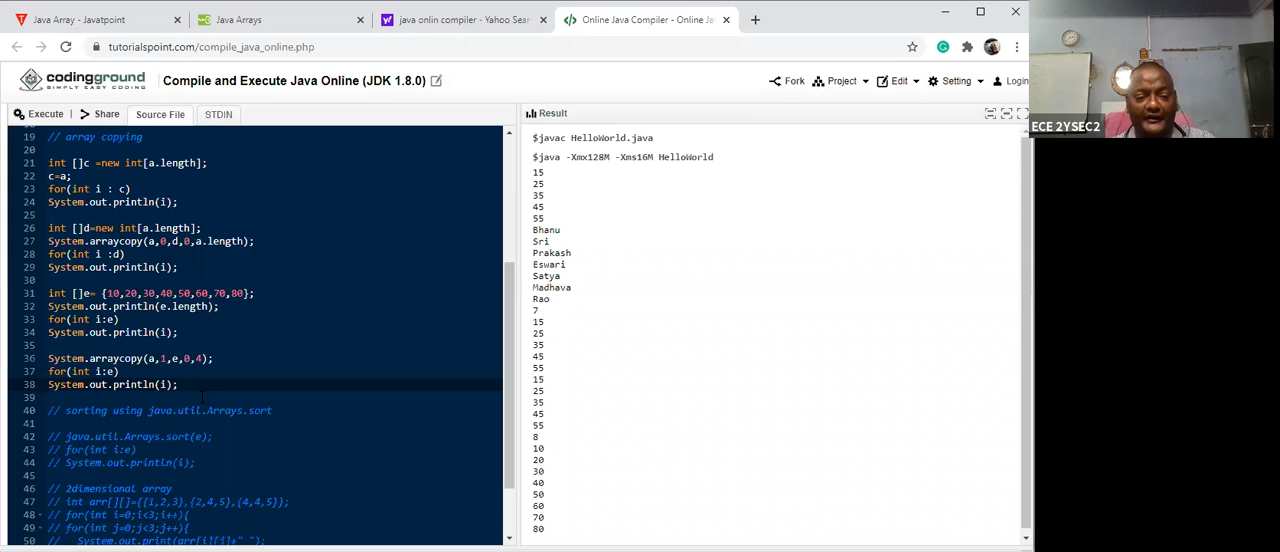 Java Array - Javatpoint
Java Arrays
java onlin compiler - Yahoo Sear
Online Java Compiler - Online Ja
tutorialspoint.com/compile_java_online.php
codingground
SIMPLY EASY CODING
Compile and Execute Java Online (JDK 1.8.0)
Fork
Project
Edit
Setting
Login
Execute
Share
Source File
STDIN
Result
19 // array copying
20
21 int []c =new int[a.length];
22 c=a;
23 for(int i : c)
24 System.out.println(i);
25
26 int []d=new int[a.length];
27 System.arraycopy(a,0,d,0,a.length);
28 for(int i :d)
29 System.out.println(i);
30
31 int []e= {10,20,30,40,50,60,70,80};
32 System.out.println(e.length);
33 for(int i:e)
34 System.out.println(i);
35
36 System.arraycopy(a,1,e,0,4);
37 for(int i:e)
38 System.out.println(i);
39
40 // sorting using java.util.Arrays.sort
41
42 // java.util.Arrays.sort(e);
43 // for(int i:e)
44 // System.out.println(i);
45
46 // 2dimensional array
47 // int arr[][]={{1,2,3},{2,4,5},{4,4,5}};
48 // for(int i=0;i<3;i++){
49 // for(int j=0;j<3;j++){
50 // System.out.print(arr[i][j]+" ");
$javac HelloWorld.java
$java -Xmx128M -Xms16M HelloWorld
15
25
35
45
55
Bhanu
Sri
Prakash
Eswari
Satya
Madhava
Rao
7
15
25
35
45
55
15
25
35
45
55
8
10
20
30
40
50
60
70
80
ECE 2YSEC2